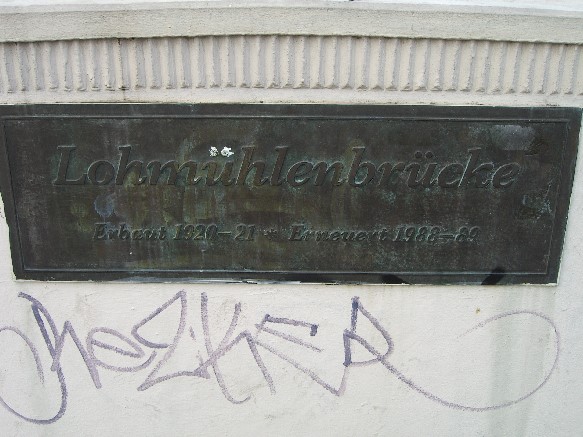 Lohmühlenbrücke
Erbaut 1920–21 – Erneuert 1988–89